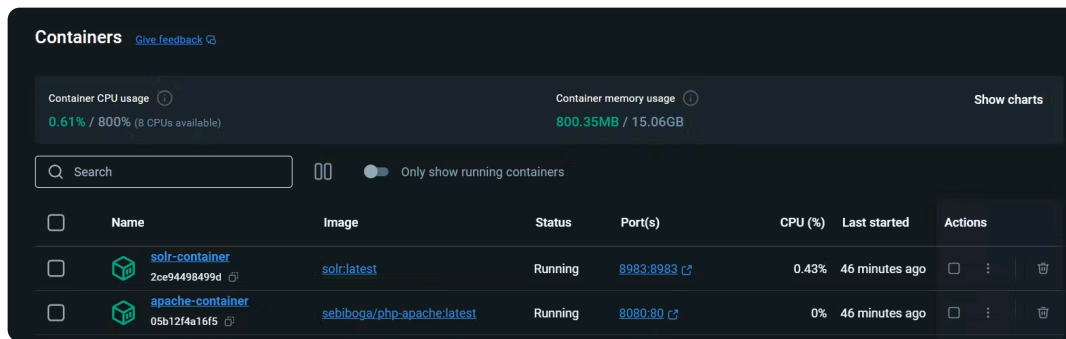 Containers Give feedback
Container CPU usage Container memory usage Show charts
0.61% / 800% (8 CPUs available) 800.35MB / 15.06GB
Search Only show running containers
Name Image Status Port(s) CPU (%) Last started Actions
solr-container
2ce94498499d solr:latest Running 8983:8983 0.43% 46 minutes ago
apache-container
05b12f4a16f5 sebiboga/php-apache:latest Running 8080:80 0% 46 minutes ago